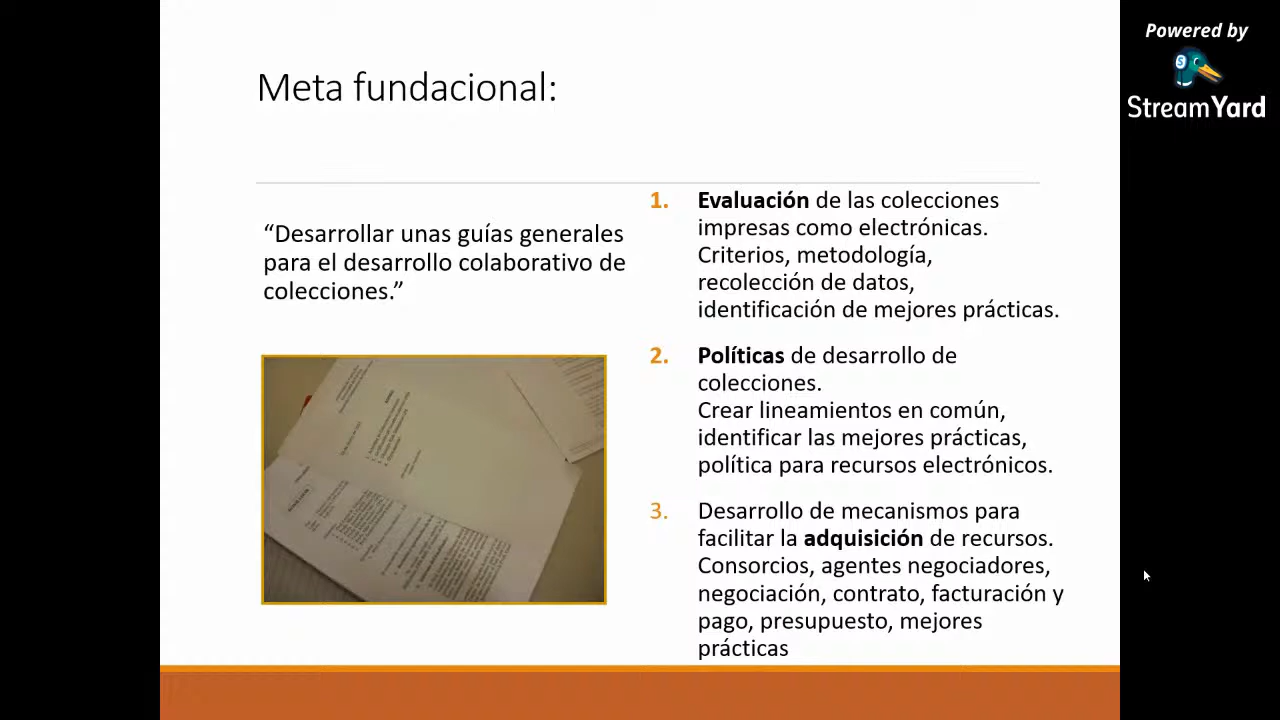 Meta fundacional:
“Desarrollar unas guías generales
para el desarrollo colaborativo de
colecciones.”
1. Evaluación de las colecciones
impresas como electrónicas.
Criterios, metodología,
recolección de datos,
identificación de mejores prácticas.
2. Políticas de desarrollo de
colecciones.
Crear lineamientos en común,
identificar las mejores prácticas,
política para recursos electrónicos.
3. Desarrollo de mecanismos para
facilitar la adquisición de recursos.
Consorcios, agentes negociadores,
negociación, contrato, facturación y
pago, presupuesto, mejores
prácticas
Powered by
StreamYard